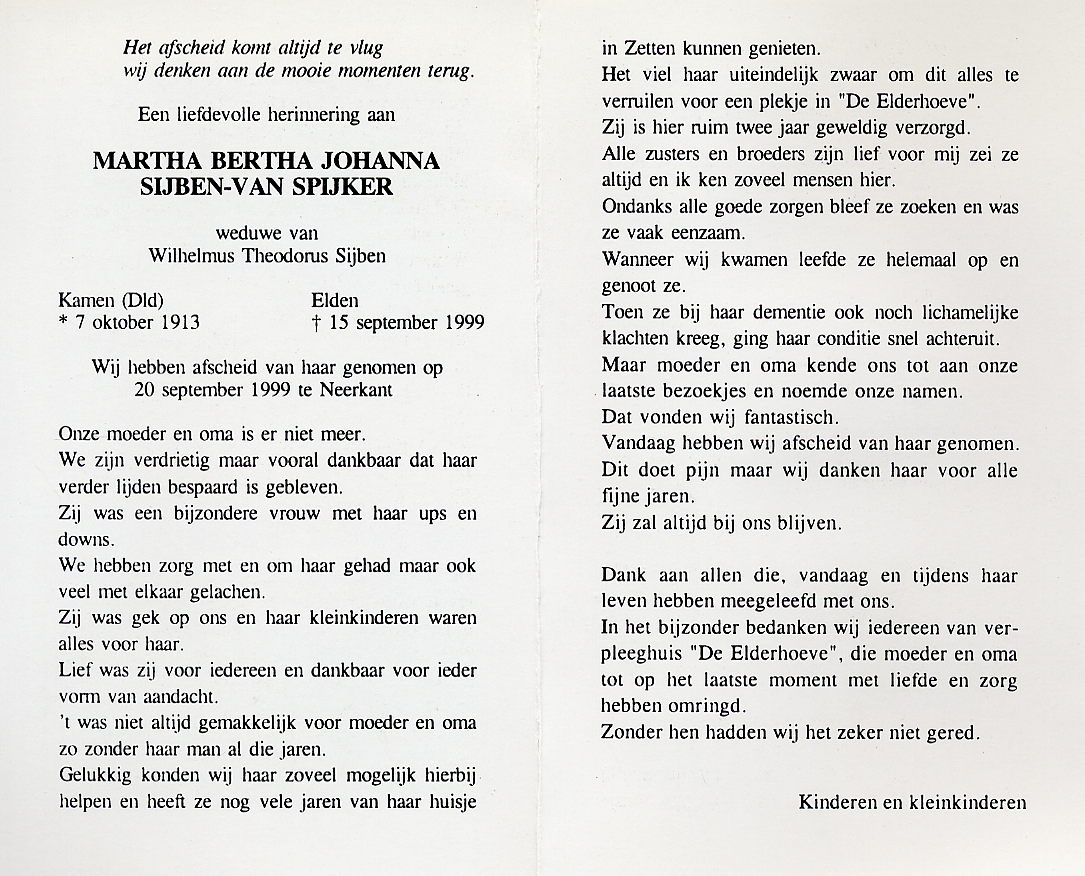 Het afscheid komt altijd te vlug
wij denken aan de mooie momenten terug.
Een liefdevolle herinnering aan
MARTHA BERTHA JOHANNA
SIJBEN-VAN SPIJKER
weduwe van
Wilhelmus Theodorus Sijben
Kamen (Dld) Elden
* 7 oktober 1913 † 15 september 1999
Wij hebben afscheid van haar genomen op
20 september 1999 te Neerkant
Onze moeder en oma is er niet meer.
We zijn verdrietig maar vooral dankbaar dat haar
verder lijden bespaard is gebleven.
Zij was een bijzondere vrouw met haar ups en
downs.
We hebben zorg met en om haar gehad maar ook
veel met elkaar gelachen.
Zij was gek op ons en haar kleinkinderen waren
alles voor haar.
Lief was zij voor iedereen en dankbaar voor ieder
vorm van aandacht.
't was niet altijd gemakkelijk voor moeder en oma
zo zonder haar man al die jaren.
Gelukkig konden wij haar zoveel mogelijk hierbij
helpen en heeft ze nog vele jaren van haar huisje
in Zetten kunnen genieten.
Het viel haar uiteindelijk zwaar om dit alles te
verruilen voor een plekje in "De Elderhoeve".
Zij is hier ruim twee jaar geweldig verzorgd.
Alle zusters en broeders zijn lief voor mij zei ze
altijd en ik ken zoveel mensen hier.
Ondanks alle goede zorgen bleef ze zoeken en was
ze vaak eenzaam.
Wanneer wij kwamen leefde ze helemaal op en
genoot ze.
Toen ze bij haar dementie ook noch lichamelijke
klachten kreeg, ging haar conditie snel achteruit.
Maar moeder en oma kende ons tot aan onze
laatste bezoekjes en noemde onze namen.
Dat vonden wij fantastisch.
Vandaag hebben wij afscheid van haar genomen.
Dit doet pijn maar wij danken haar voor alle
fijne jaren.
Zij zal altijd bij ons blijven.
Dank aan allen die, vandaag en tijdens haar
leven hebben meegeleefd met ons.
In het bijzonder bedanken wij iedereen van ver-
pleeghuis "De Elderhoeve", die moeder en oma
tot op het laatste moment met liefde en zorg
hebben omringd.
Zonder hen hadden wij het zeker niet gered.
Kinderen en kleinkinderen